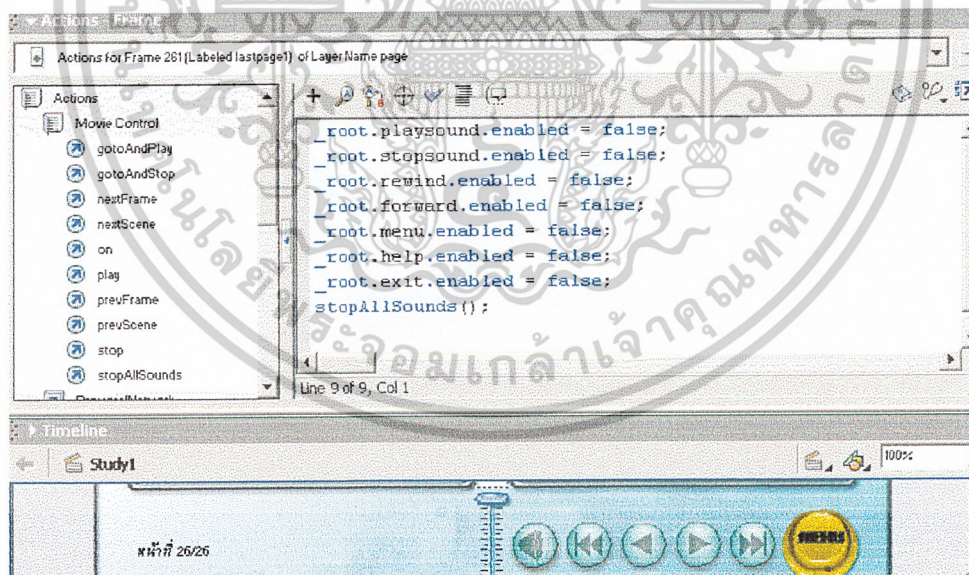 Actions - Frame
Actions for Frame 261 (Labeled lastpage1) of Layer Name page
Actions
Movie Control
gotoAndPlay
gotoAndStop
nextFrame
nextScene
on
play
prevFrame
prevScene
stop
stopAllSounds
_root.playsound.enabled = false;
_root.stopsound.enabled = false;
_root.rewind.enabled = false;
_root.forward.enabled = false;
_root.menu.enabled = false;
_root.help.enabled = false;
_root.exit.enabled = false;
stopAllSounds();
Line 9 of 9, Col 1
Timeline
Study1
100%
หน้าที่ 26/26